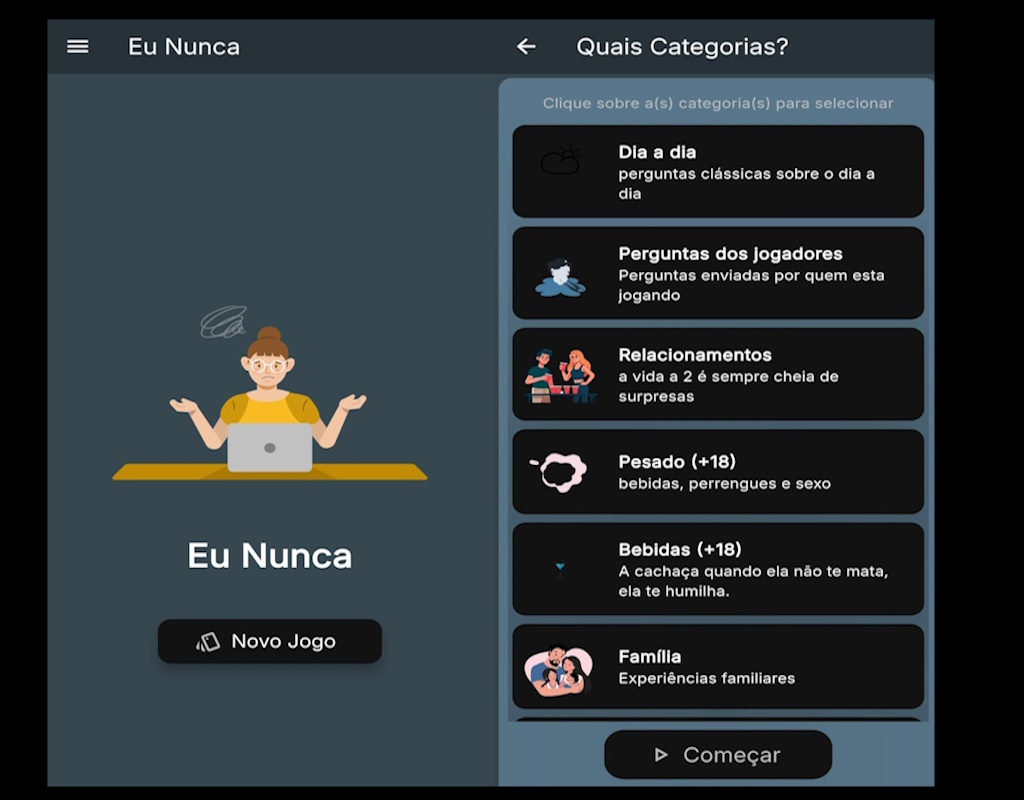 Eu Nunca
Eu Nunca
Novo Jogo
Quais Categorias?
Clique sobre a(s) categoria(s) para selecionar
Dia a dia
perguntas clássicas sobre o dia a
dia
Perguntas dos jogadores
Perguntas enviadas por quem esta
jogando
Relacionamentos
a vida a 2 é sempre cheia de
surpresas
Pesado (+18)
bebidas, perrengues e sexo
Bebidas (+18)
A cachaça quando ela não te mata,
ela te humilha.
Família
Experiências familiares
Começar